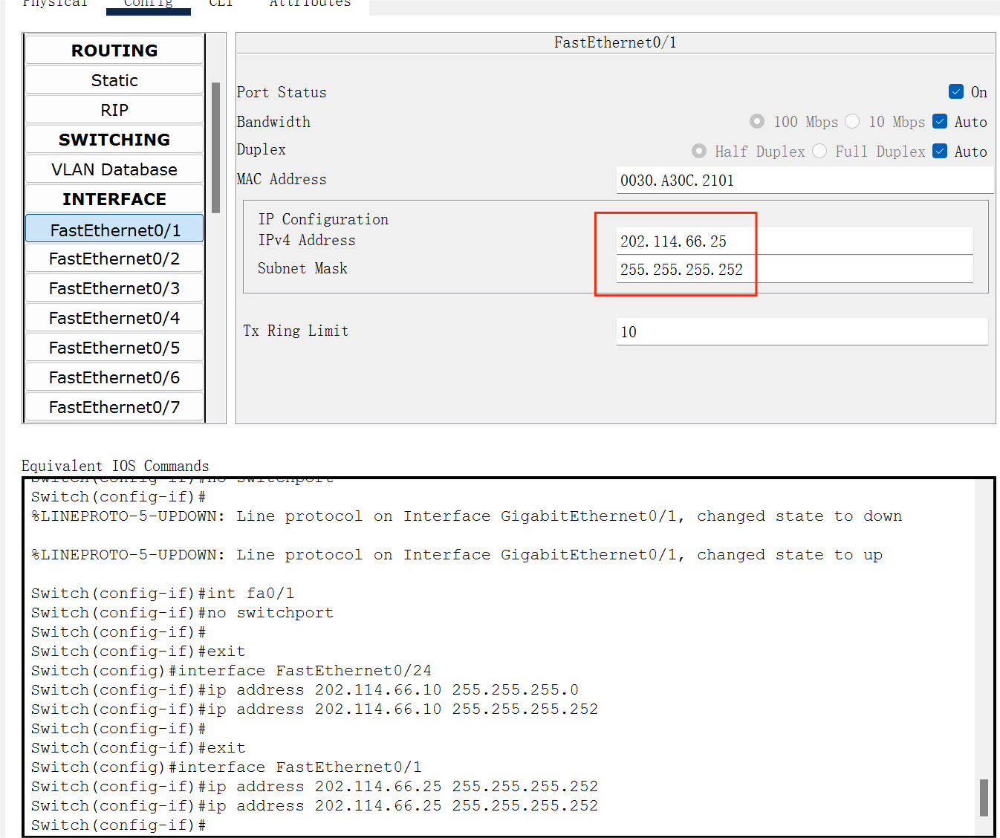 Physical Config CLI Attributes
ROUTING
Static
RIP
SWITCHING
VLAN Database
INTERFACE
FastEthernet0/1
FastEthernet0/2
FastEthernet0/3
FastEthernet0/4
FastEthernet0/5
FastEthernet0/6
FastEthernet0/7
FastEthernet0/1
Port Status On
Bandwidth 100 Mbps 10 Mbps Auto
Duplex Half Duplex Full Duplex Auto
MAC Address 0030.A30C.2101
IP Configuration
IPv4 Address 202.114.66.25
Subnet Mask 255.255.255.252
Tx Ring Limit 10
Equivalent IOS Commands
Switch(config-if)#no switchport
Switch(config-if)#
%LINEPROTO-5-UPDOWN: Line protocol on Interface GigabitEthernet0/1, changed state to down
%LINEPROTO-5-UPDOWN: Line protocol on Interface GigabitEthernet0/1, changed state to up
Switch(config-if)#int fa0/1
Switch(config-if)#no switchport
Switch(config-if)#
Switch(config-if)#exit
Switch(config)#interface FastEthernet0/24
Switch(config-if)#ip address 202.114.66.10 255.255.255.0
Switch(config-if)#ip address 202.114.66.10 255.255.255.252
Switch(config-if)#
Switch(config-if)#exit
Switch(config)#interface FastEthernet0/1
Switch(config-if)#ip address 202.114.66.25 255.255.255.252
Switch(config-if)#ip address 202.114.66.25 255.255.255.252
Switch(config-if)#